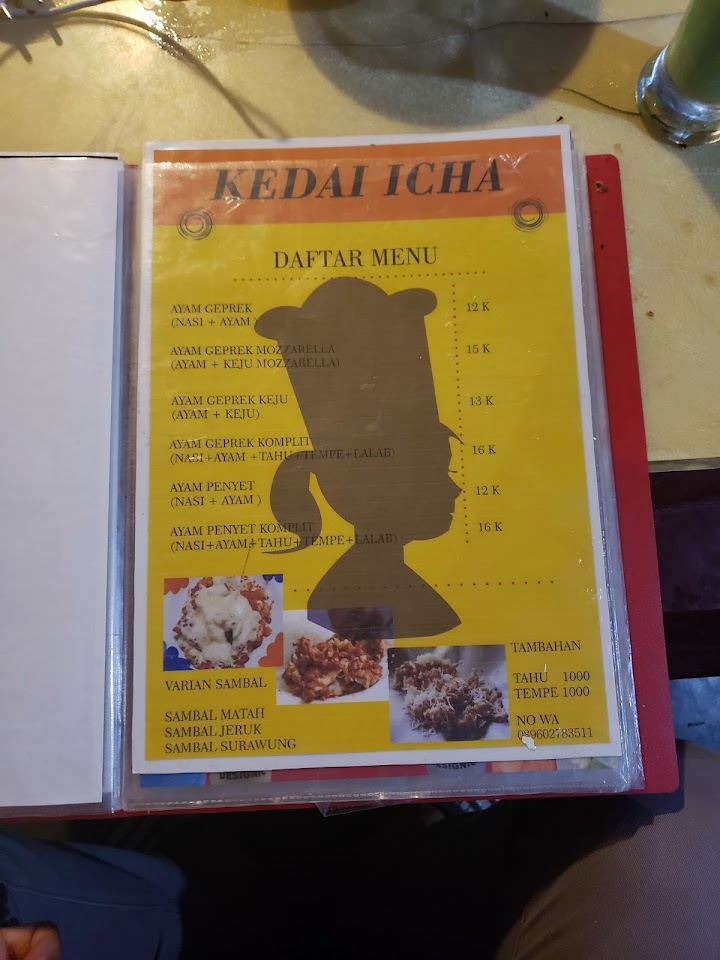 KEDAI ICHA
DAFTAR MENU
AYAM GEPREK 12 K
(NASI + AYAM )
AYAM GEPREK MOZZARELLA 15 K
(AYAM + KEJU MOZZARELLA)
AYAM GEPREK KEJU 13 K
(AYAM + KEJU)
AYAM GEPREK KOMPLIT 16 K
(NASI+AYAM +TAHU+TEMPE+LALAB)
AYAM PENYET 12 K
(NASI + AYAM )
AYAM PENYET KOMPLIT 16 K
(NASI+AYAM+TAHU+TEMPE+LALAB)
VARIAN SAMBAL
SAMBAL MATAH
SAMBAL JERUK
SAMBAL SURAWUNG
TAMBAHAN
TAHU 1000
TEMPE 1000
NO WA
089602783511